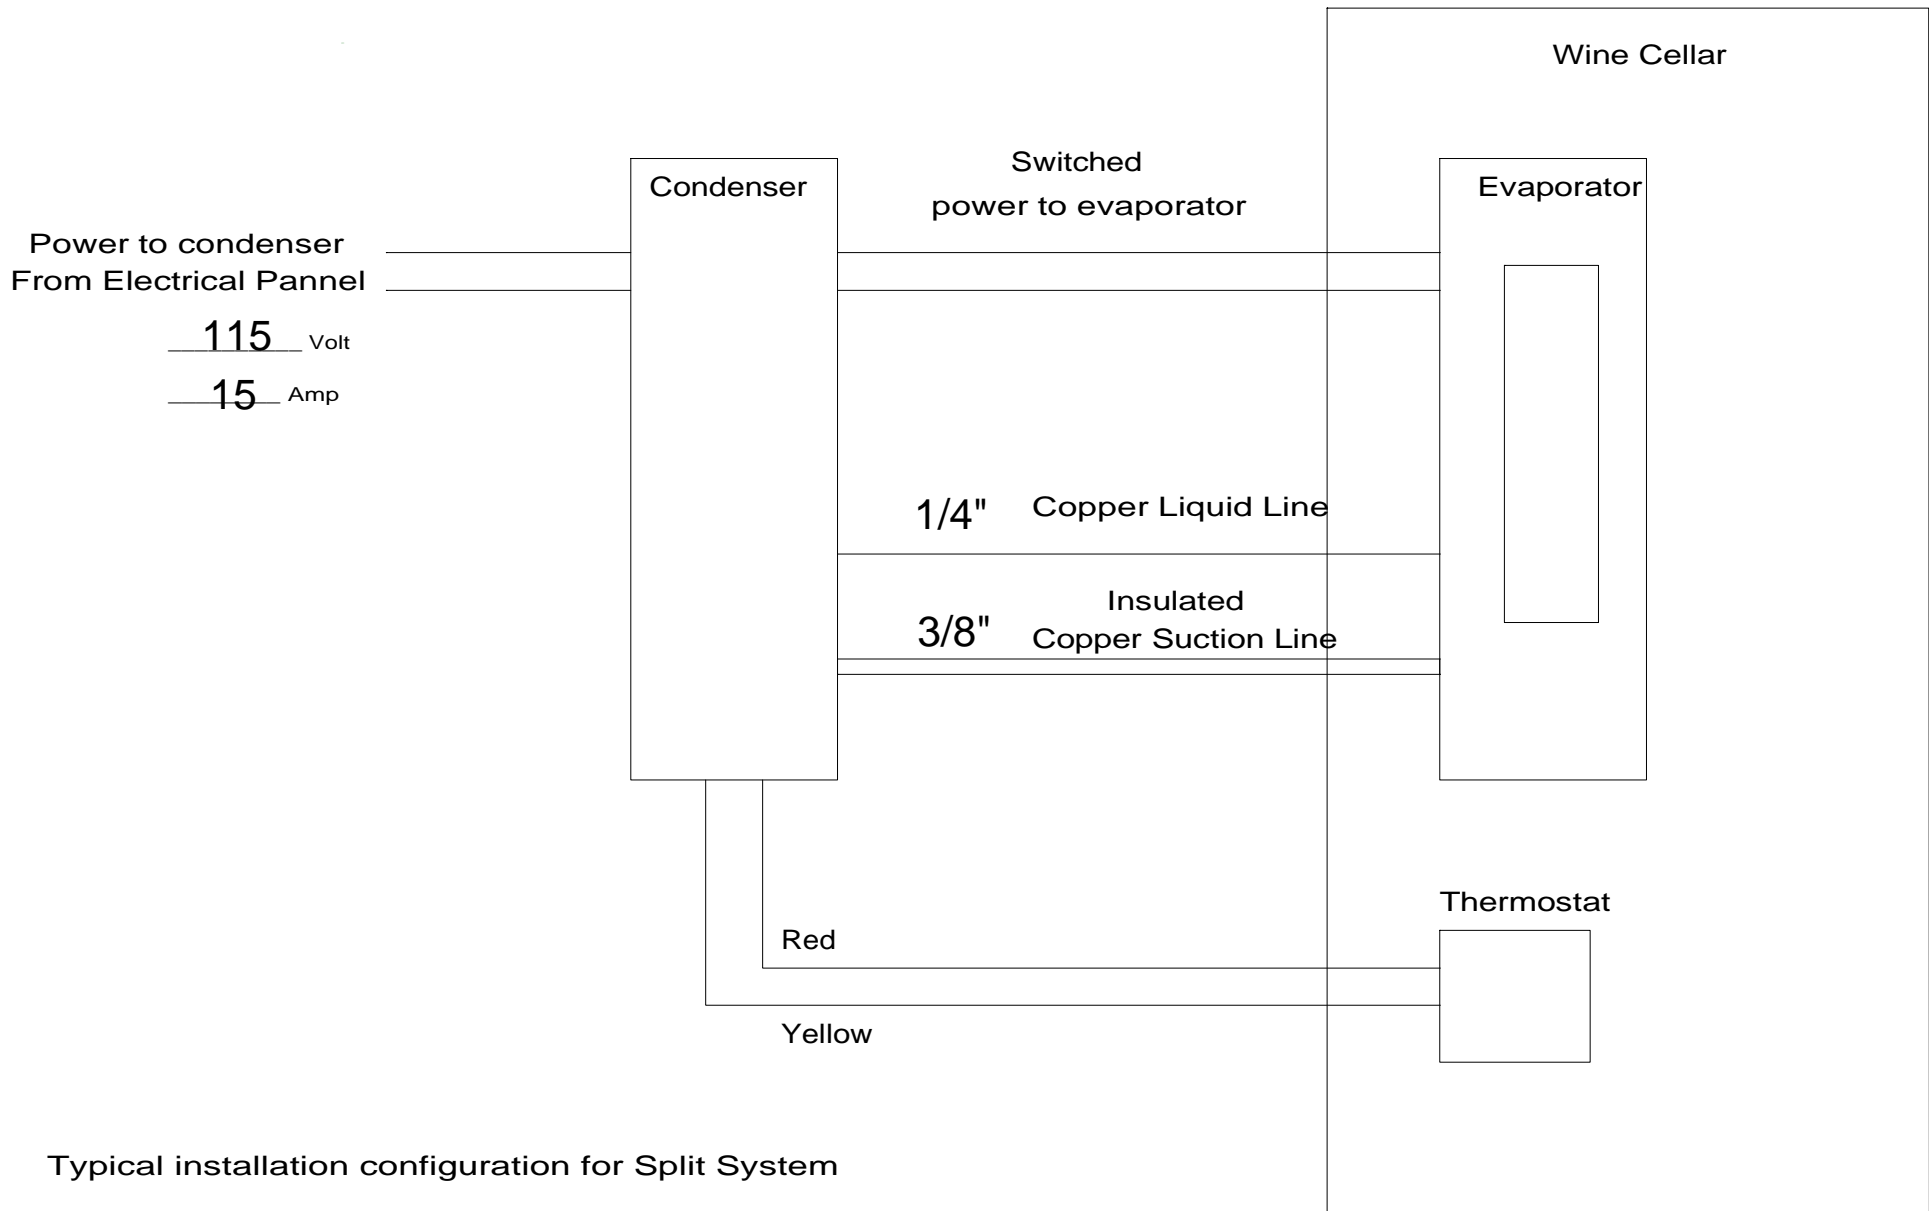 Wine Cellar
Switched
power to evaporator
Condenser
Evaporator
Power to condenser
From Electrical Pannel
115 Volt
15 Amp
1/4" Copper Liquid Line
Insulated
3/8" Copper Suction Line
Thermostat
Red
Yellow
Typical installation configuration for Split System